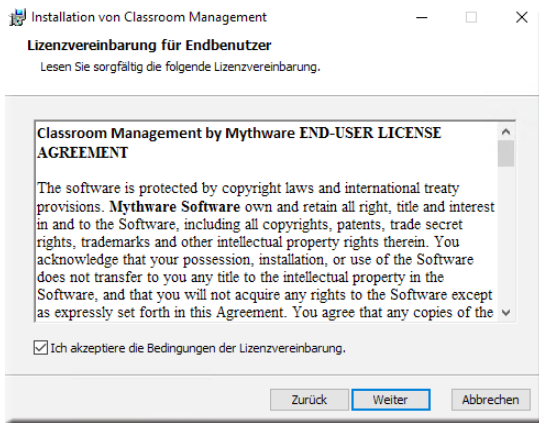 Installation von Classroom Management
Lizenzvereinbarung für Endbenutzer
Lesen Sie sorgfältig die folgende Lizenzvereinbarung.
Classroom Management by Mythware END-USER LICENSE
AGREEMENT
The software is protected by copyright laws and international treaty
provisions. Mythware Software own and retain all right, title and interest
in and to the Software, including all copyrights, patents, trade secret
rights, trademarks and other intellectual property rights therein. You
acknowledge that your possession, installation, or use of the Software
does not transfer to you any title to the intellectual property in the
Software, and that you will not acquire any rights to the Software except
as expressly set forth in this Agreement. You agree that any copies of the
Ich akzeptiere die Bedingungen der Lizenzvereinbarung.
Zurück Weiter Abbrechen